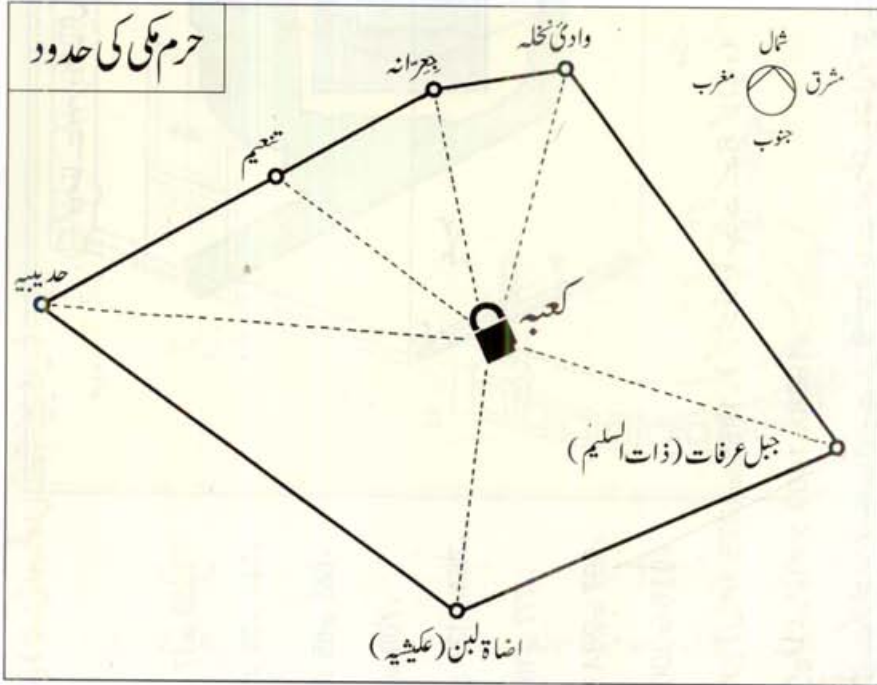 حرم مکی کی حدود
شمال
مشرق
مغرب
جنوب
وادیٔ نخلہ
جعرانہ
تنعیم
حدیبیہ
کعبہ
جبل عرفات (ذات السلیم)
اضاۃ لبن (عکیشیہ)